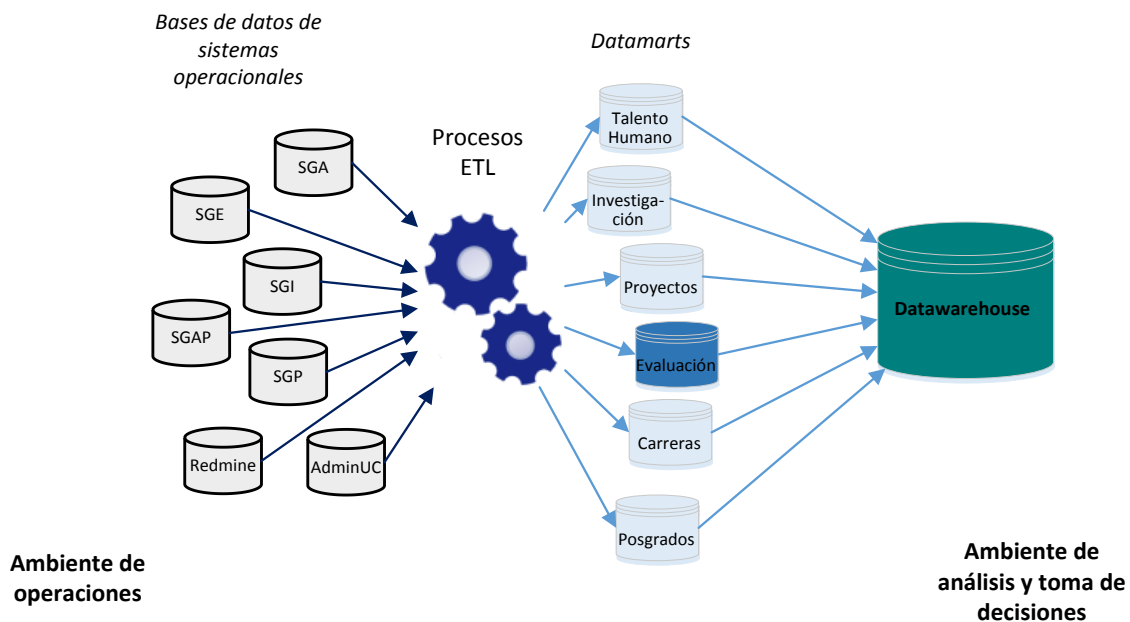 Bases de datos de
sistemas
operacionales
Datamarts
Procesos
ETL
SGA
SGE
SGI
SGAP
SGP
Redmine
AdminUC
Talento
Humano
Investiga-
ción
Proyectos
Evaluación
Carreras
Posgrados
Datawarehouse
Ambiente de
operaciones
Ambiente de
análisis y toma de
decisiones